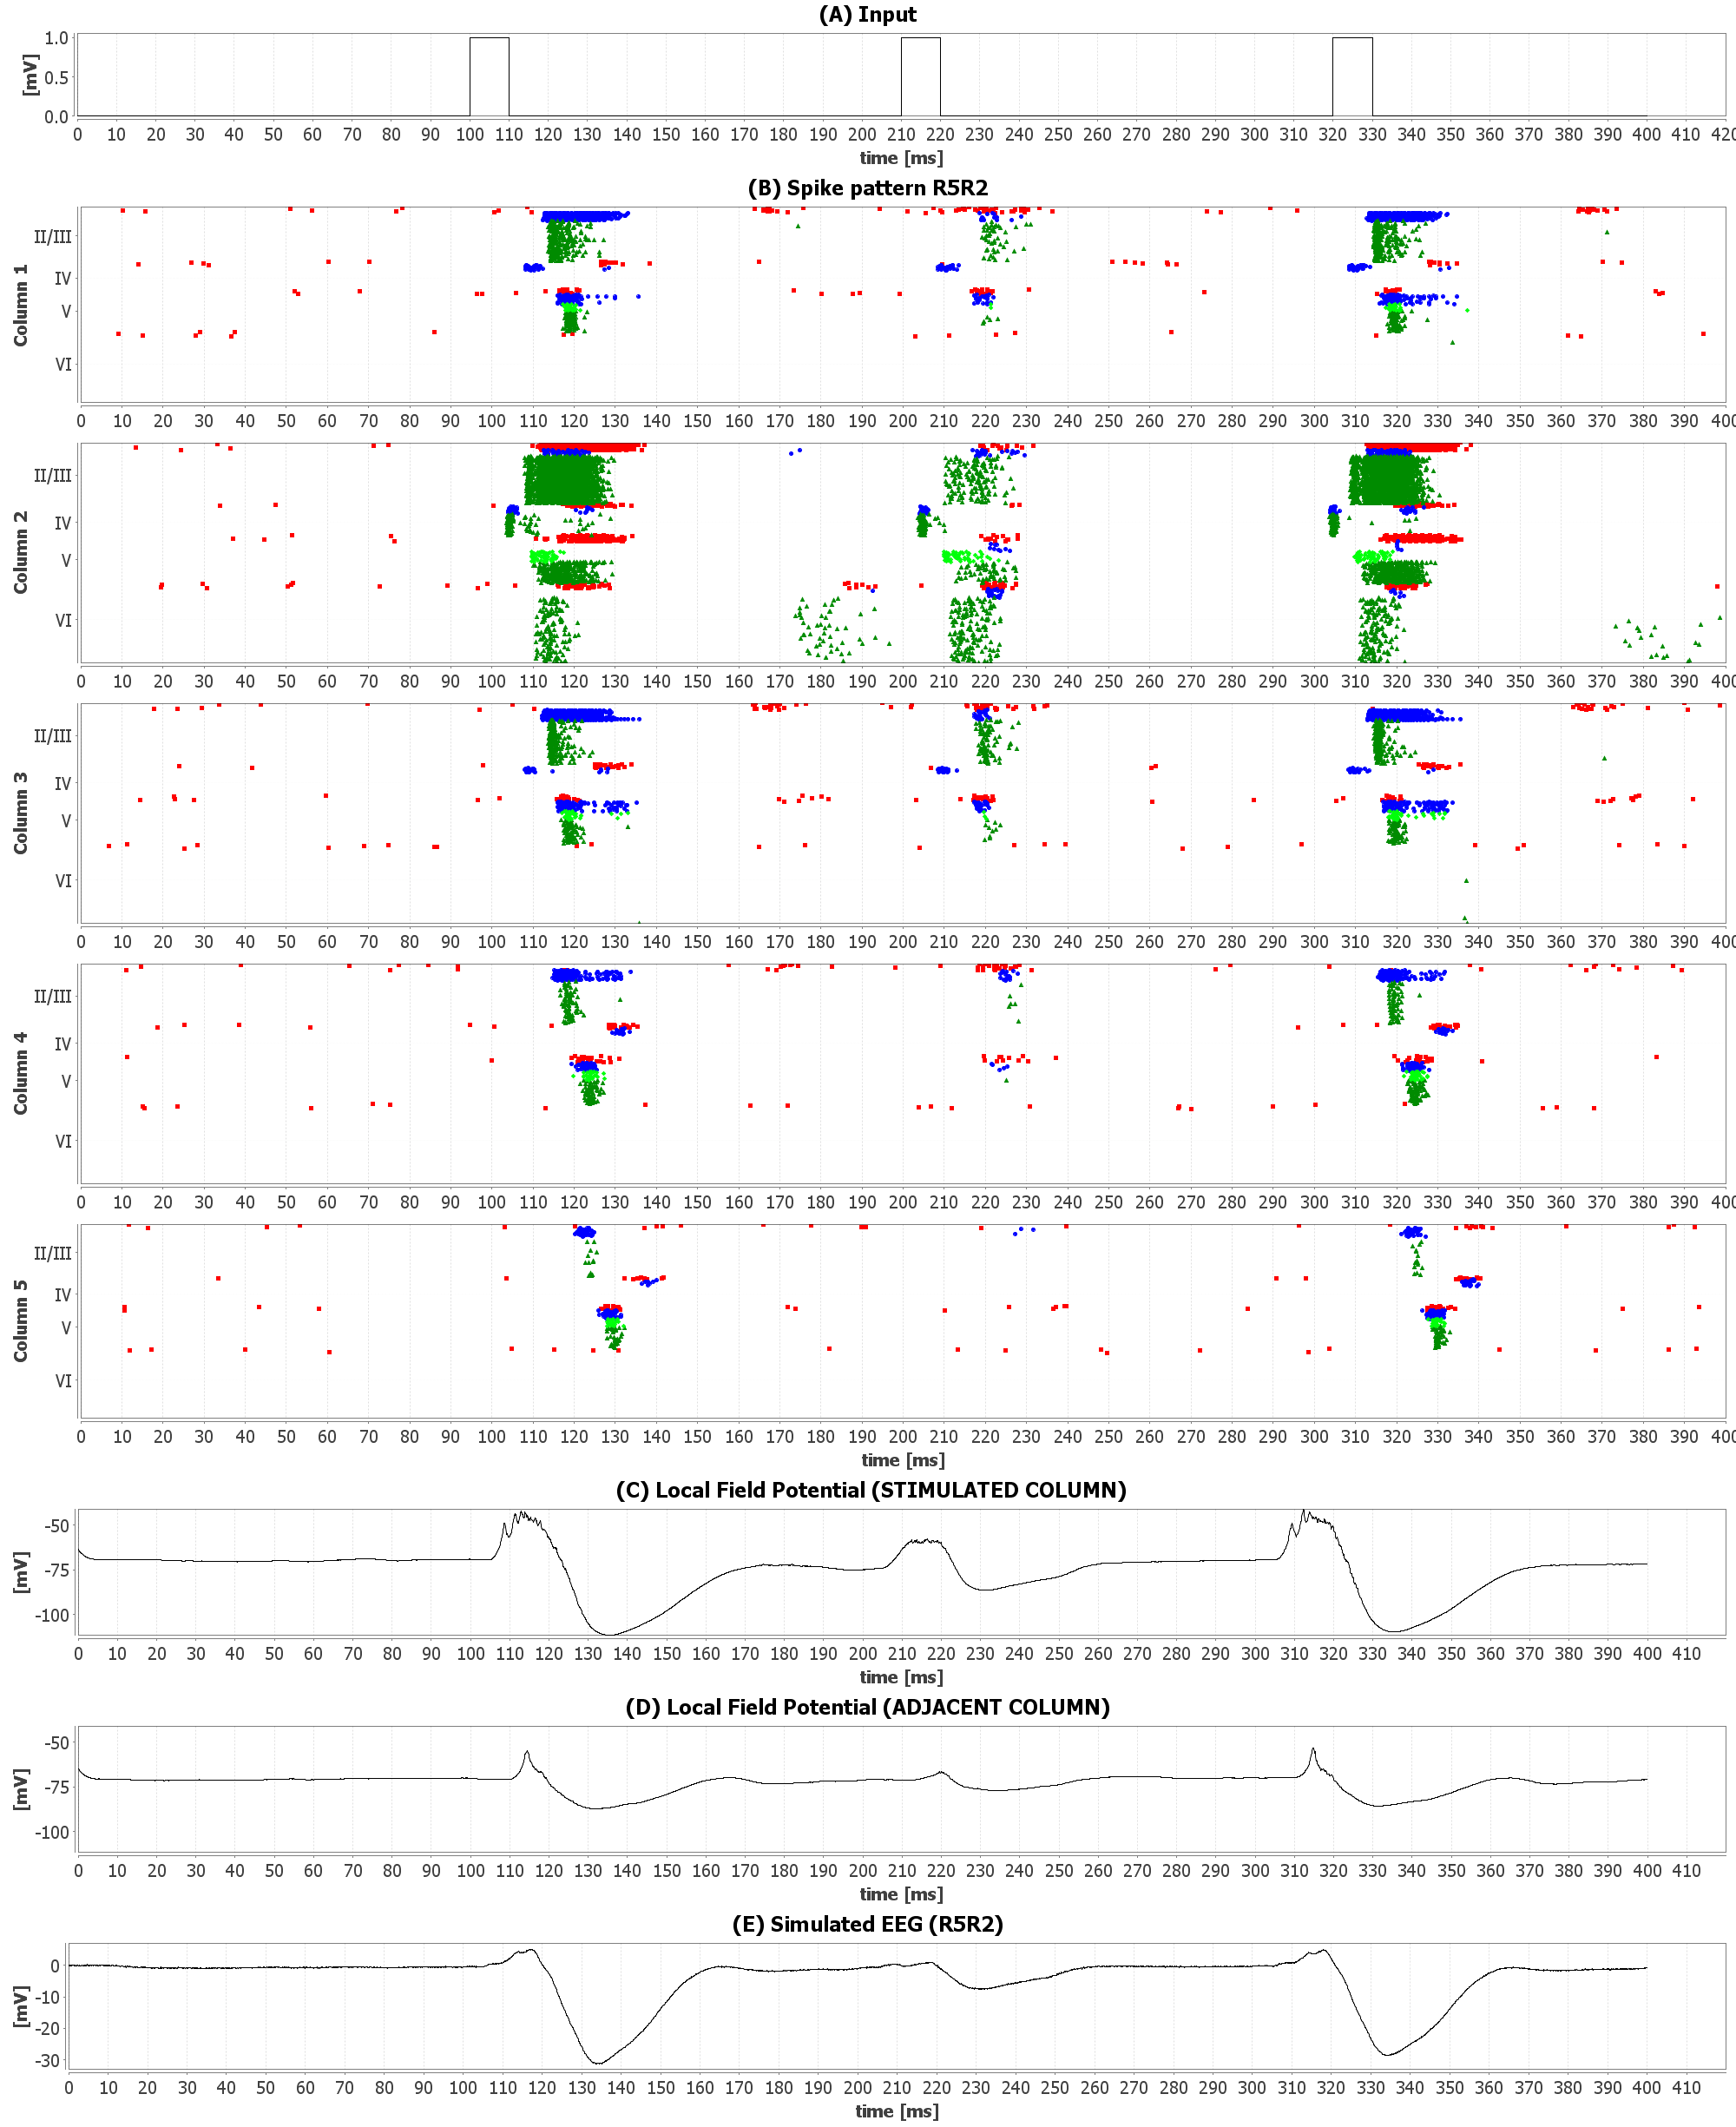 (A) Input
[mV]
1.0
0.5
0.0
0 10 20 30 40 50 60 70 80 90 100 110 120 130 140 150 160 170 180 190 200 210 220 230 240 250 260 270 280 290 300 310 320 330 340 350 360 370 380 390 400 410 420
time [ms]
(B) Spike pattern R5R2
Column 1
II/III
IV
V
VI
0 10 20 30 40 50 60 70 80 90 100 110 120 130 140 150 160 170 180 190 200 210 220 230 240 250 260 270 280 290 300 310 320 330 340 350 360 370 380 390 400
Column 2
II/III
IV
V
VI
0 10 20 30 40 50 60 70 80 90 100 110 120 130 140 150 160 170 180 190 200 210 220 230 240 250 260 270 280 290 300 310 320 330 340 350 360 370 380 390 400
Column 3
II/III
IV
V
VI
0 10 20 30 40 50 60 70 80 90 100 110 120 130 140 150 160 170 180 190 200 210 220 230 240 250 260 270 280 290 300 310 320 330 340 350 360 370 380 390 400
Column 4
II/III
IV
V
VI
0 10 20 30 40 50 60 70 80 90 100 110 120 130 140 150 160 170 180 190 200 210 220 230 240 250 260 270 280 290 300 310 320 330 340 350 360 370 380 390 400
Column 5
II/III
IV
V
VI
0 10 20 30 40 50 60 70 80 90 100 110 120 130 140 150 160 170 180 190 200 210 220 230 240 250 260 270 280 290 300 310 320 330 340 350 360 370 380 390 400
time [ms]
(C) Local Field Potential (STIMULATED COLUMN)
[mV]
-50
-75
-100
0 10 20 30 40 50 60 70 80 90 100 110 120 130 140 150 160 170 180 190 200 210 220 230 240 250 260 270 280 290 300 310 320 330 340 350 360 370 380 390 400 410
time [ms]
(D) Local Field Potential (ADJACENT COLUMN)
[mV]
-50
-75
-100
0 10 20 30 40 50 60 70 80 90 100 110 120 130 140 150 160 170 180 190 200 210 220 230 240 250 260 270 280 290 300 310 320 330 340 350 360 370 380 390 400 410
time [ms]
(E) Simulated EEG (R5R2)
[mV]
0
-10
-20
-30
0 10 20 30 40 50 60 70 80 90 100 110 120 130 140 150 160 170 180 190 200 210 220 230 240 250 260 270 280 290 300 310 320 330 340 350 360 370 380 390 400 410
time [ms]